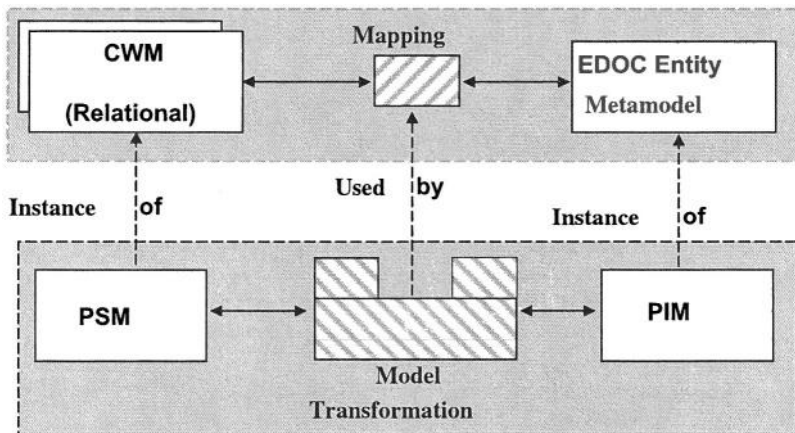 Mapping
CWM
(Relational)
EDOC Entity
Metamodel
Instance of
Used by
Instance of
PSM
PIM
Model
Transformation